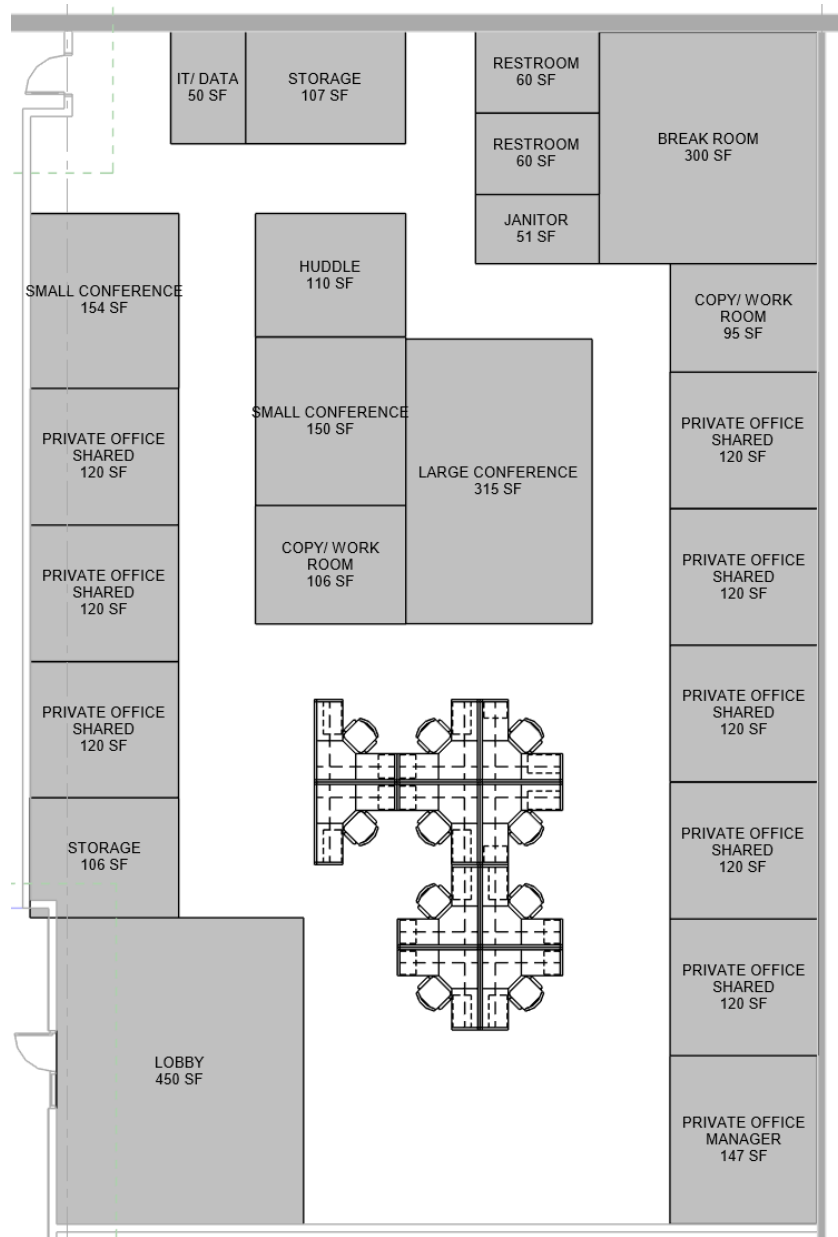 IT/ DATA
50 SF
STORAGE
107 SF
RESTROOM
60 SF
RESTROOM
60 SF
JANITOR
51 SF
BREAK ROOM
300 SF
SMALL CONFERENCE
154 SF
HUDDLE
110 SF
COPY/ WORK
ROOM
95 SF
PRIVATE OFFICE
SHARED
120 SF
SMALL CONFERENCE
150 SF
LARGE CONFERENCE
315 SF
PRIVATE OFFICE
SHARED
120 SF
PRIVATE OFFICE
SHARED
120 SF
COPY/ WORK
ROOM
106 SF
PRIVATE OFFICE
SHARED
120 SF
PRIVATE OFFICE
SHARED
120 SF
PRIVATE OFFICE
SHARED
120 SF
STORAGE
106 SF
PRIVATE OFFICE
SHARED
120 SF
PRIVATE OFFICE
SHARED
120 SF
LOBBY
450 SF
PRIVATE OFFICE
MANAGER
147 SF